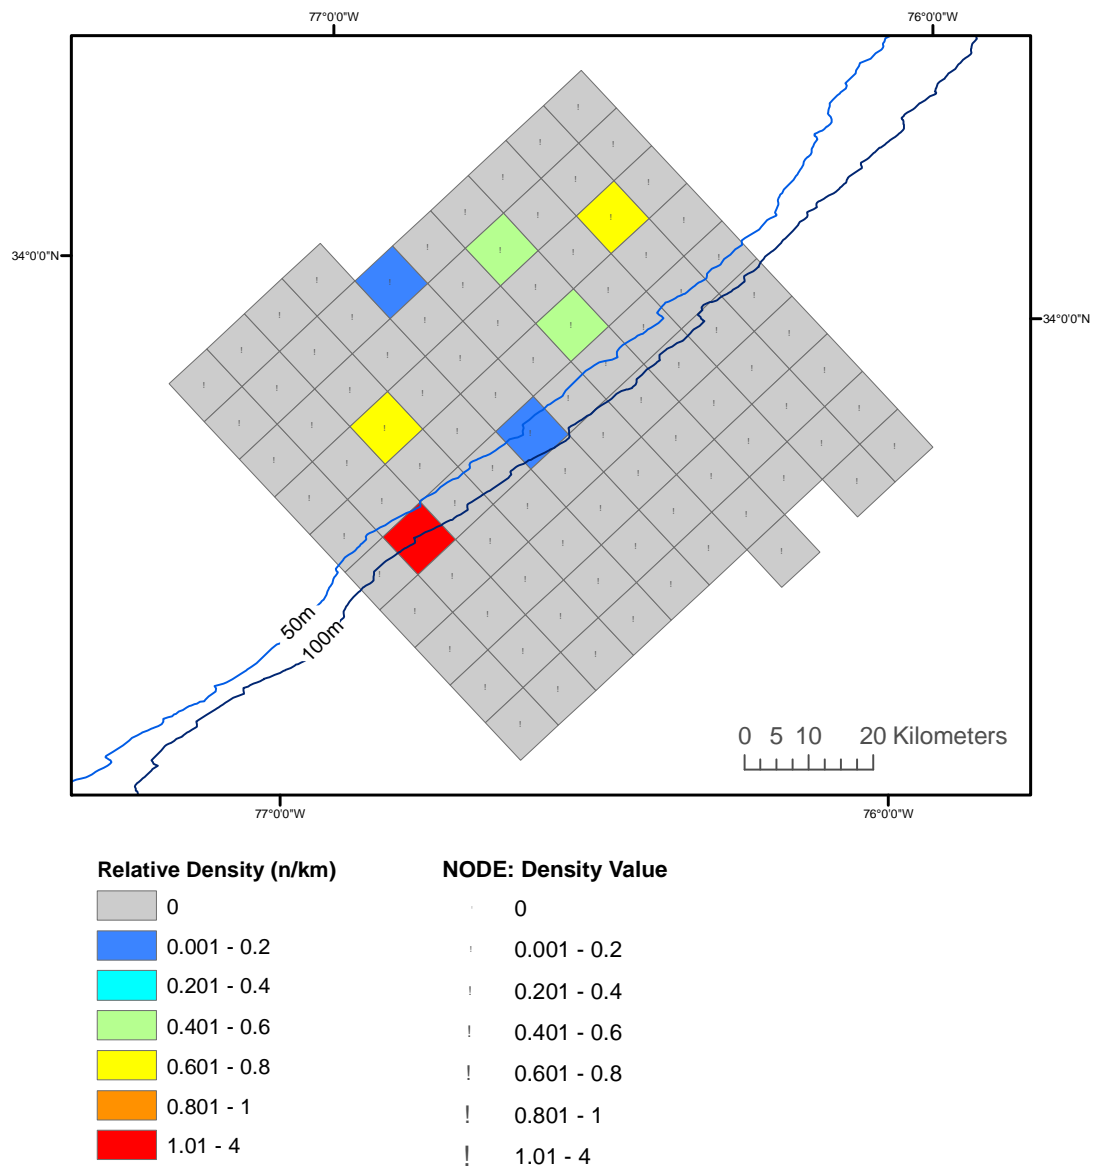 77°0'0"W 76°0'0"W
34°0'0"N
34°0'0"N
50m
100m
0 5 10 20 Kilometers
77°0'0"W 76°0'0"W
Relative Density (n/km) NODE: Density Value
0 ! 0
0.001 - 0.2 ! 0.001 - 0.2
0.201 - 0.4 ! 0.201 - 0.4
0.401 - 0.6 ! 0.401 - 0.6
0.601 - 0.8 ! 0.601 - 0.8
0.801 - 1 ! 0.801 - 1
1.01 - 4 ! 1.01 - 4